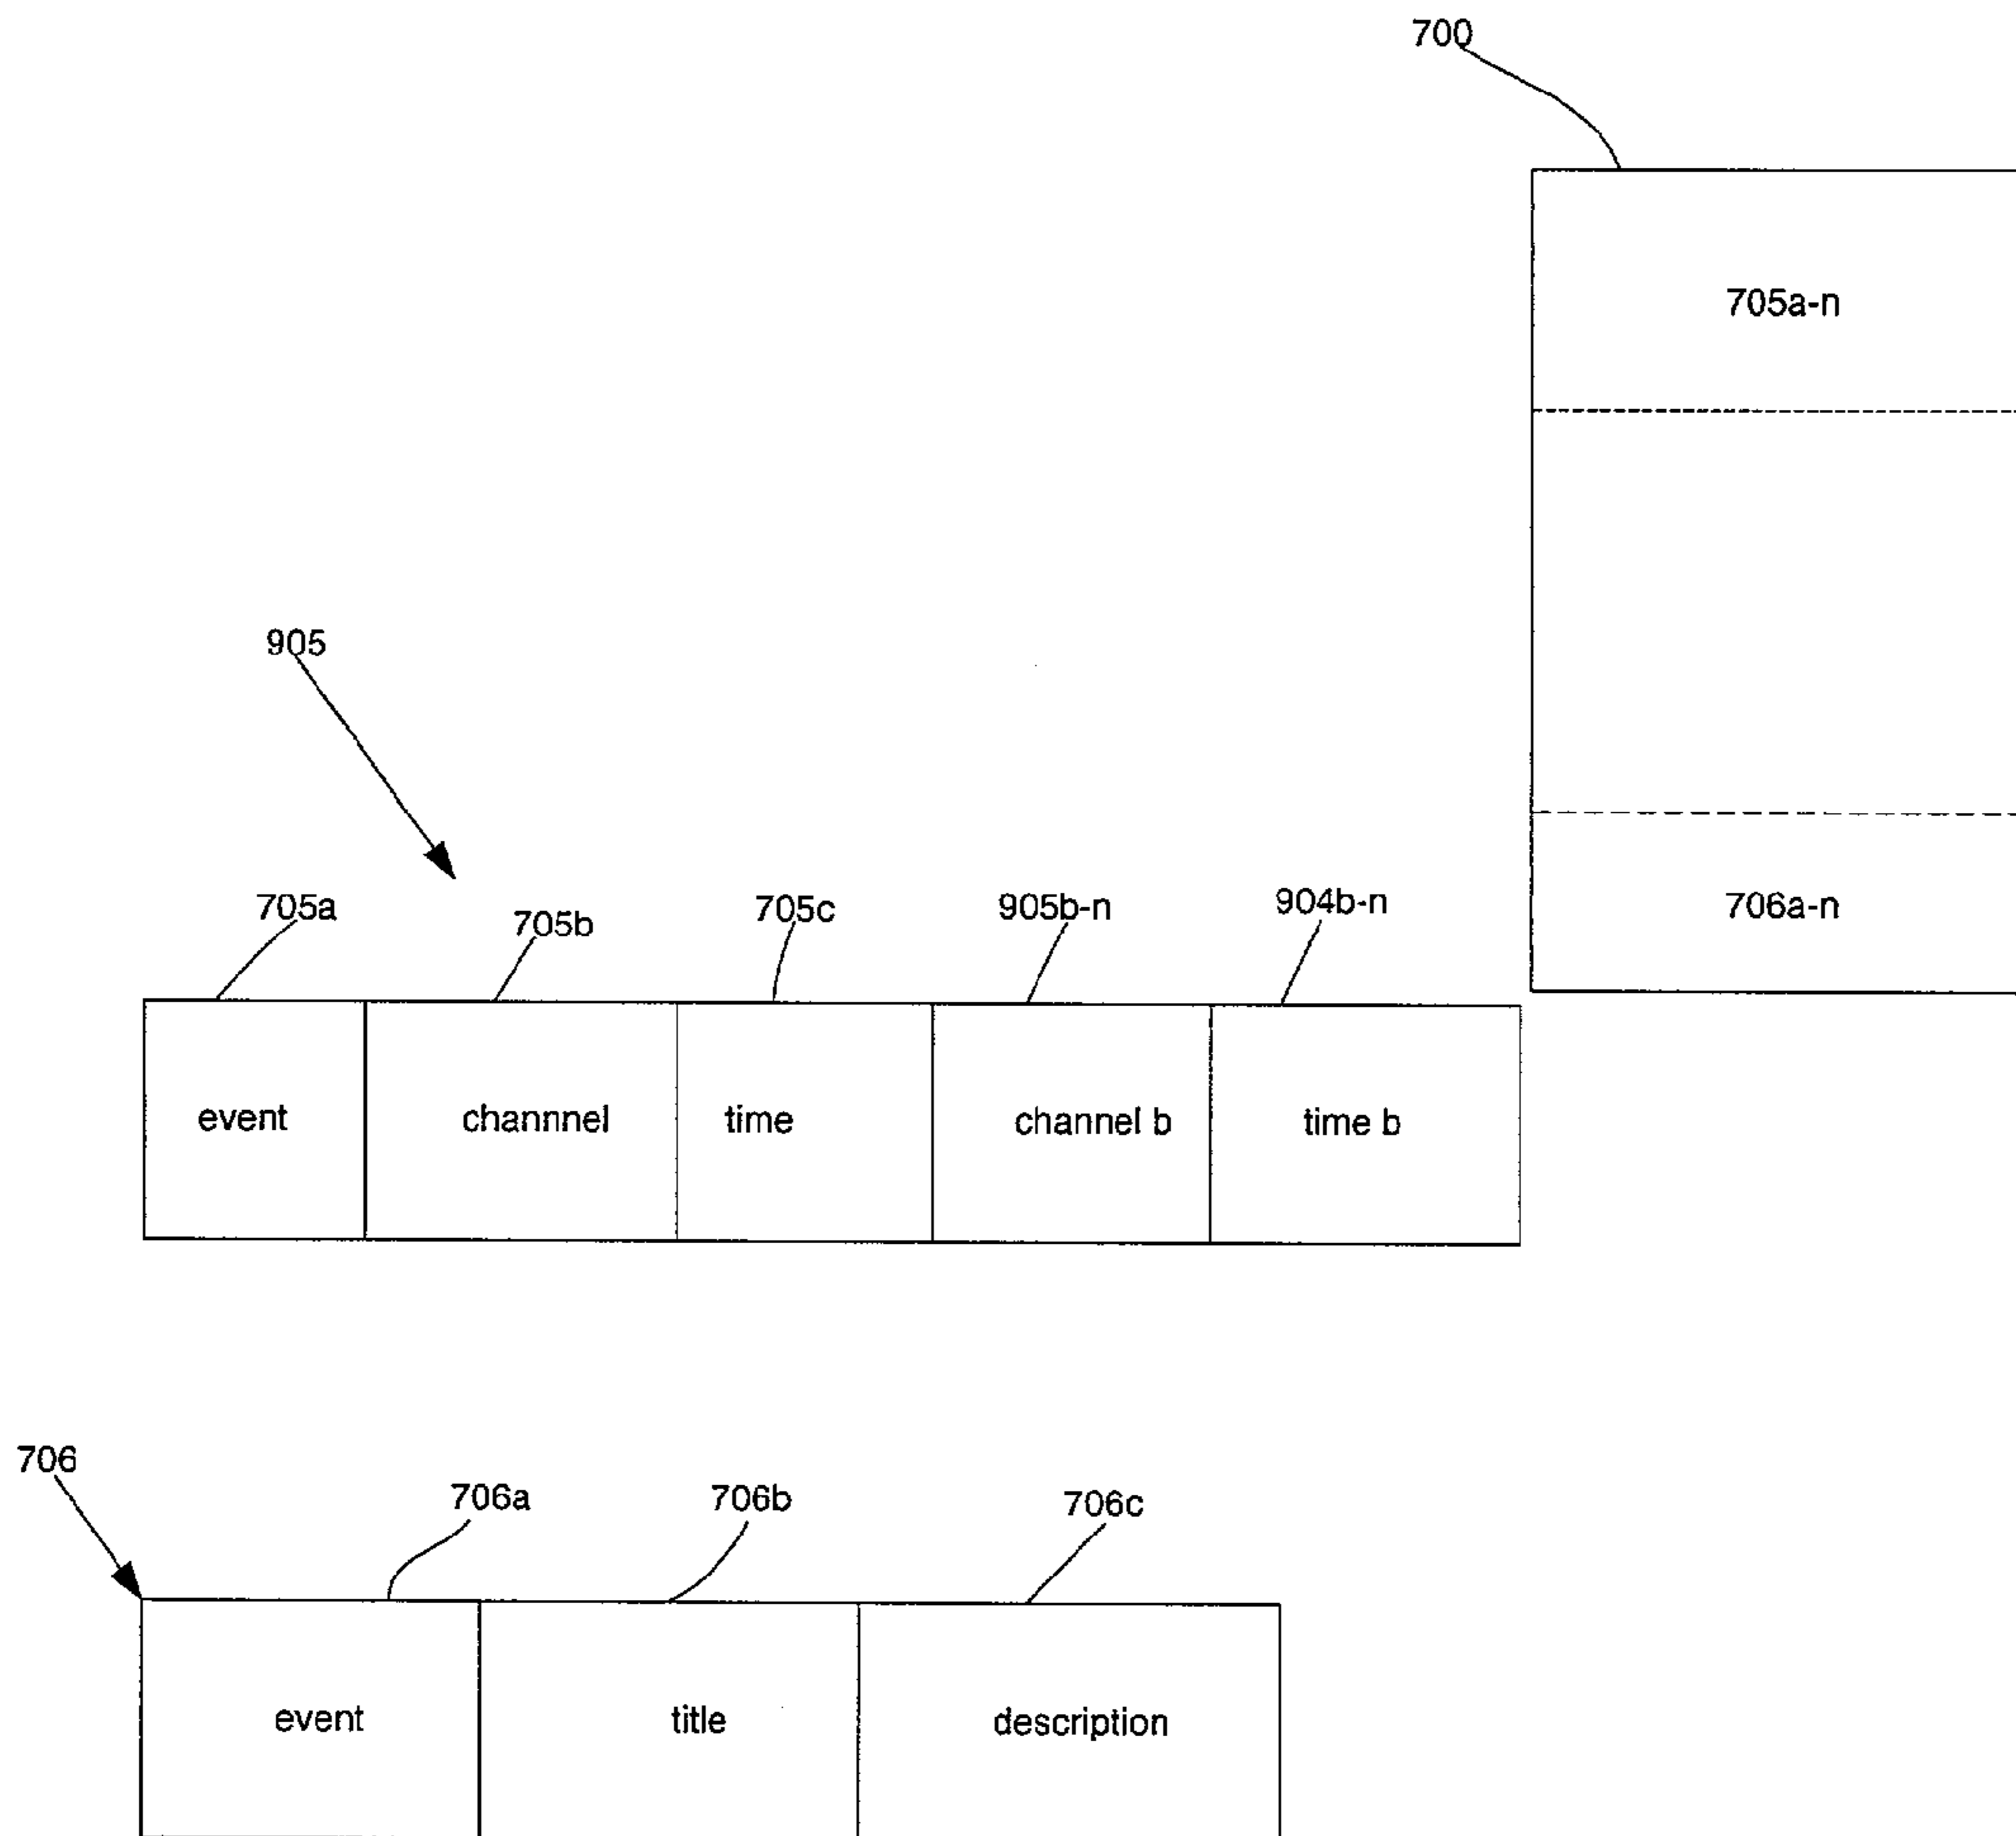 700
705a-n
905
705a
705b
705c
905b-n
904b-n
706a-n
event
channnel
time
channel b
time b
706
706a
706b
706c
event
title
description